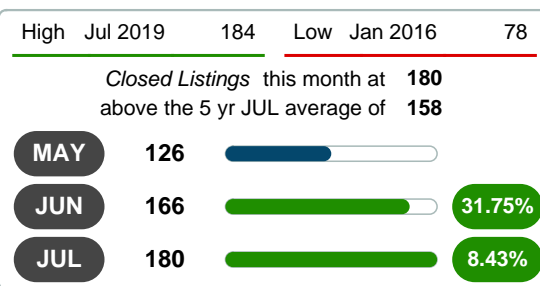 High Jul 2019 184 Low Jan 2016 78
Closed Listings this month at 180
above the 5 yr JUL average of 158
MAY 126
JUN 166 31.75%
JUL 180 8.43%